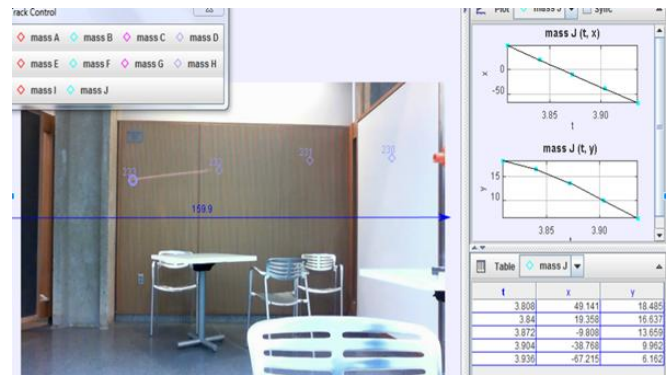 Track Control
mass A mass B mass C mass D
mass E mass F mass G mass H
mass I mass J
231
230
159.9
Plot mass J Sync
mass J (t, x)
x
0
-50
3.85 3.90
t
mass J (t, y)
y
15
10
3.85 3.90
t
Table mass J
t x y
3.808 49.141 18.485
3.84 19.358 16.637
3.872 -9.808 13.659
3.904 -38.768 9.962
3.936 -67.215 6.162